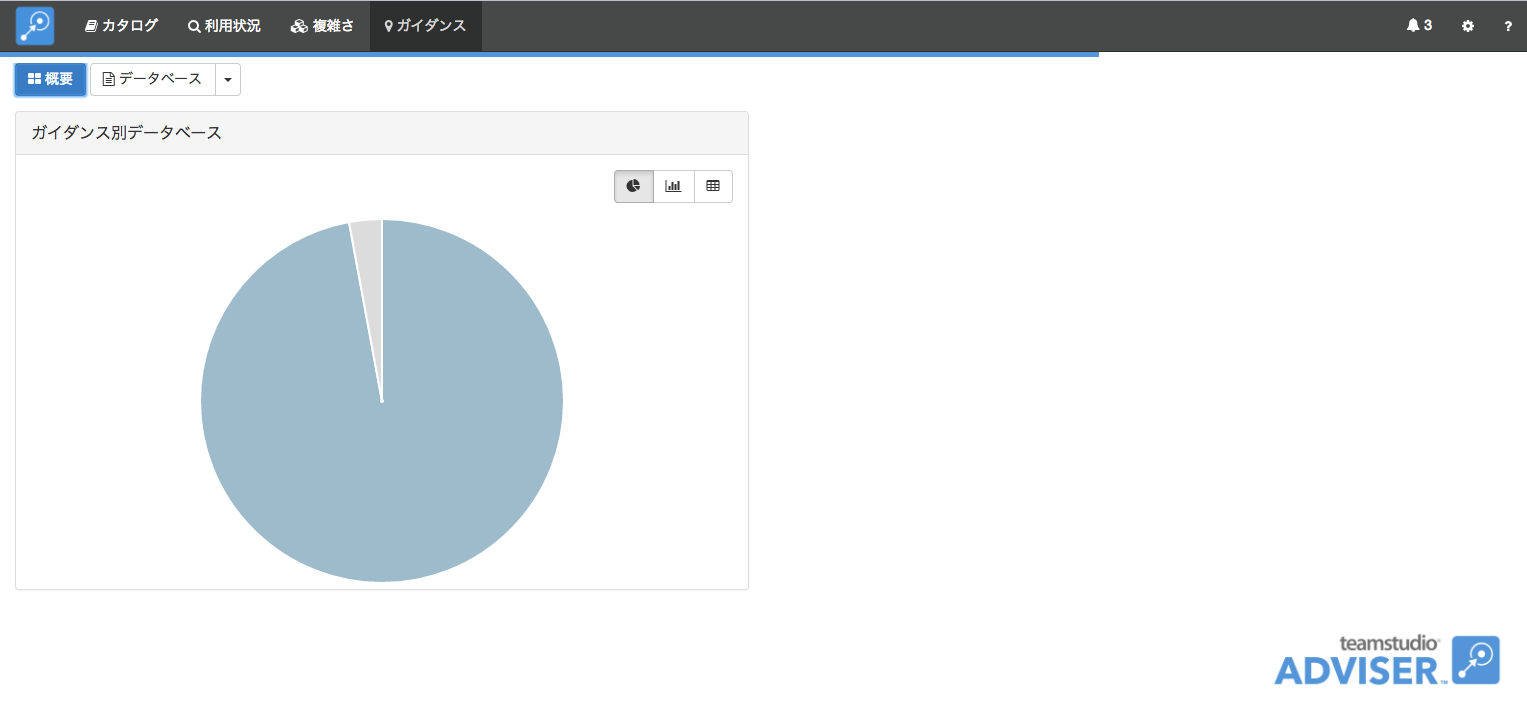 カタログ 利用状況 複雑さ ガイダンス 3 ?
概要 データベース
ガイダンス別データベース
teamstudio®
ADVISER™